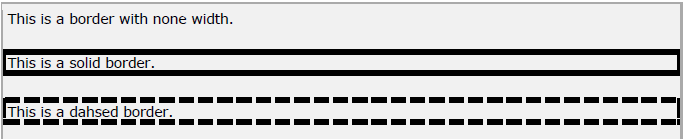 This is a border with none width.
This is a solid border.
This is a dahsed border.